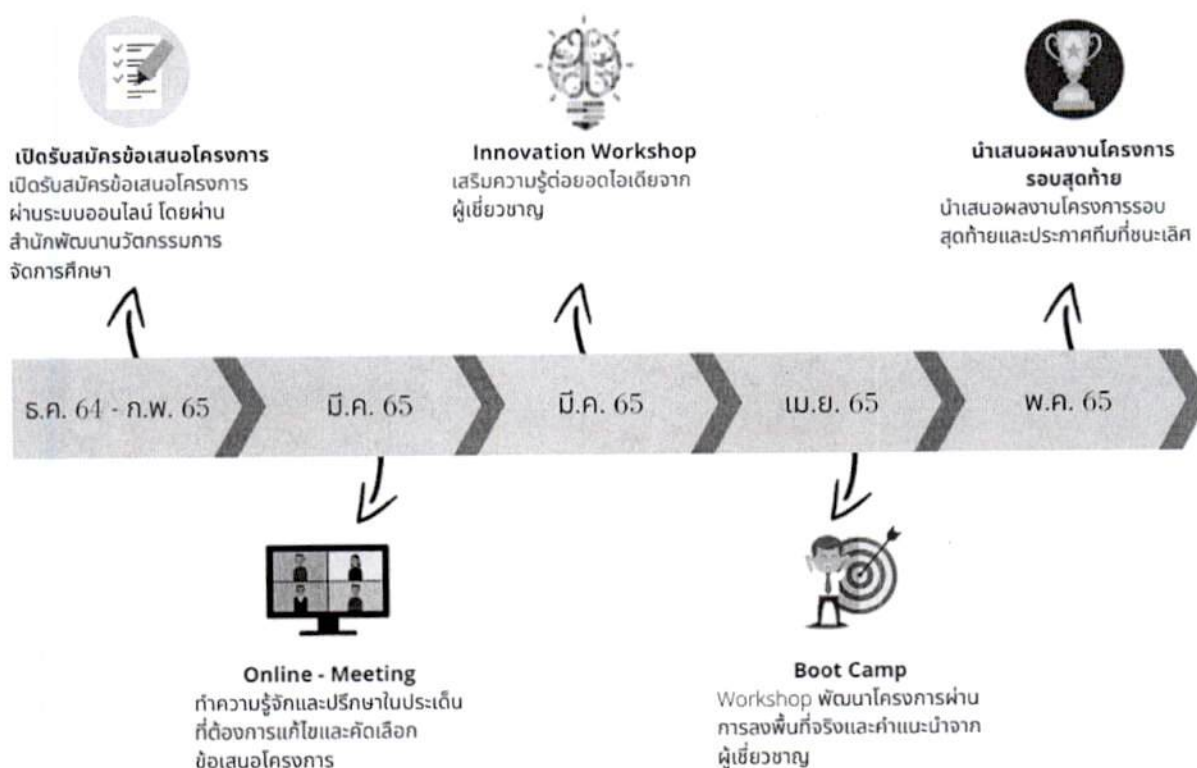 เปิดรับสมัครข้อเสนอโครงการ
เปิดรับสมัครข้อเสนอโครงการ
ผ่านระบบออนไลน์ โดยผ่าน
สำนักพัฒนานวัตกรรมการ
จัดการศึกษา
Innovation Workshop
เสริมความรู้ต่อยอดไอเดียจาก
ผู้เชี่ยวชาญ
นำเสนอผลงานโครงการ
รอบสุดท้าย
นำเสนอผลงานโครงการรอบ
สุดท้ายและประกาศทีมที่ชนะเลิศ
ธ.ค. 64 - ก.พ. 65
มี.ค. 65
มี.ค. 65
เม.ย. 65
พ.ค. 65
Online - Meeting
ทำความรู้จักและปรึกษาในประเด็น
ที่ต้องการแก้ไขและคัดเลือก
ข้อเสนอโครงการ
Boot Camp
Workshop พัฒนาโครงการผ่าน
การลงพื้นที่จริงและคำแนะนำจาก
ผู้เชี่ยวชาญ